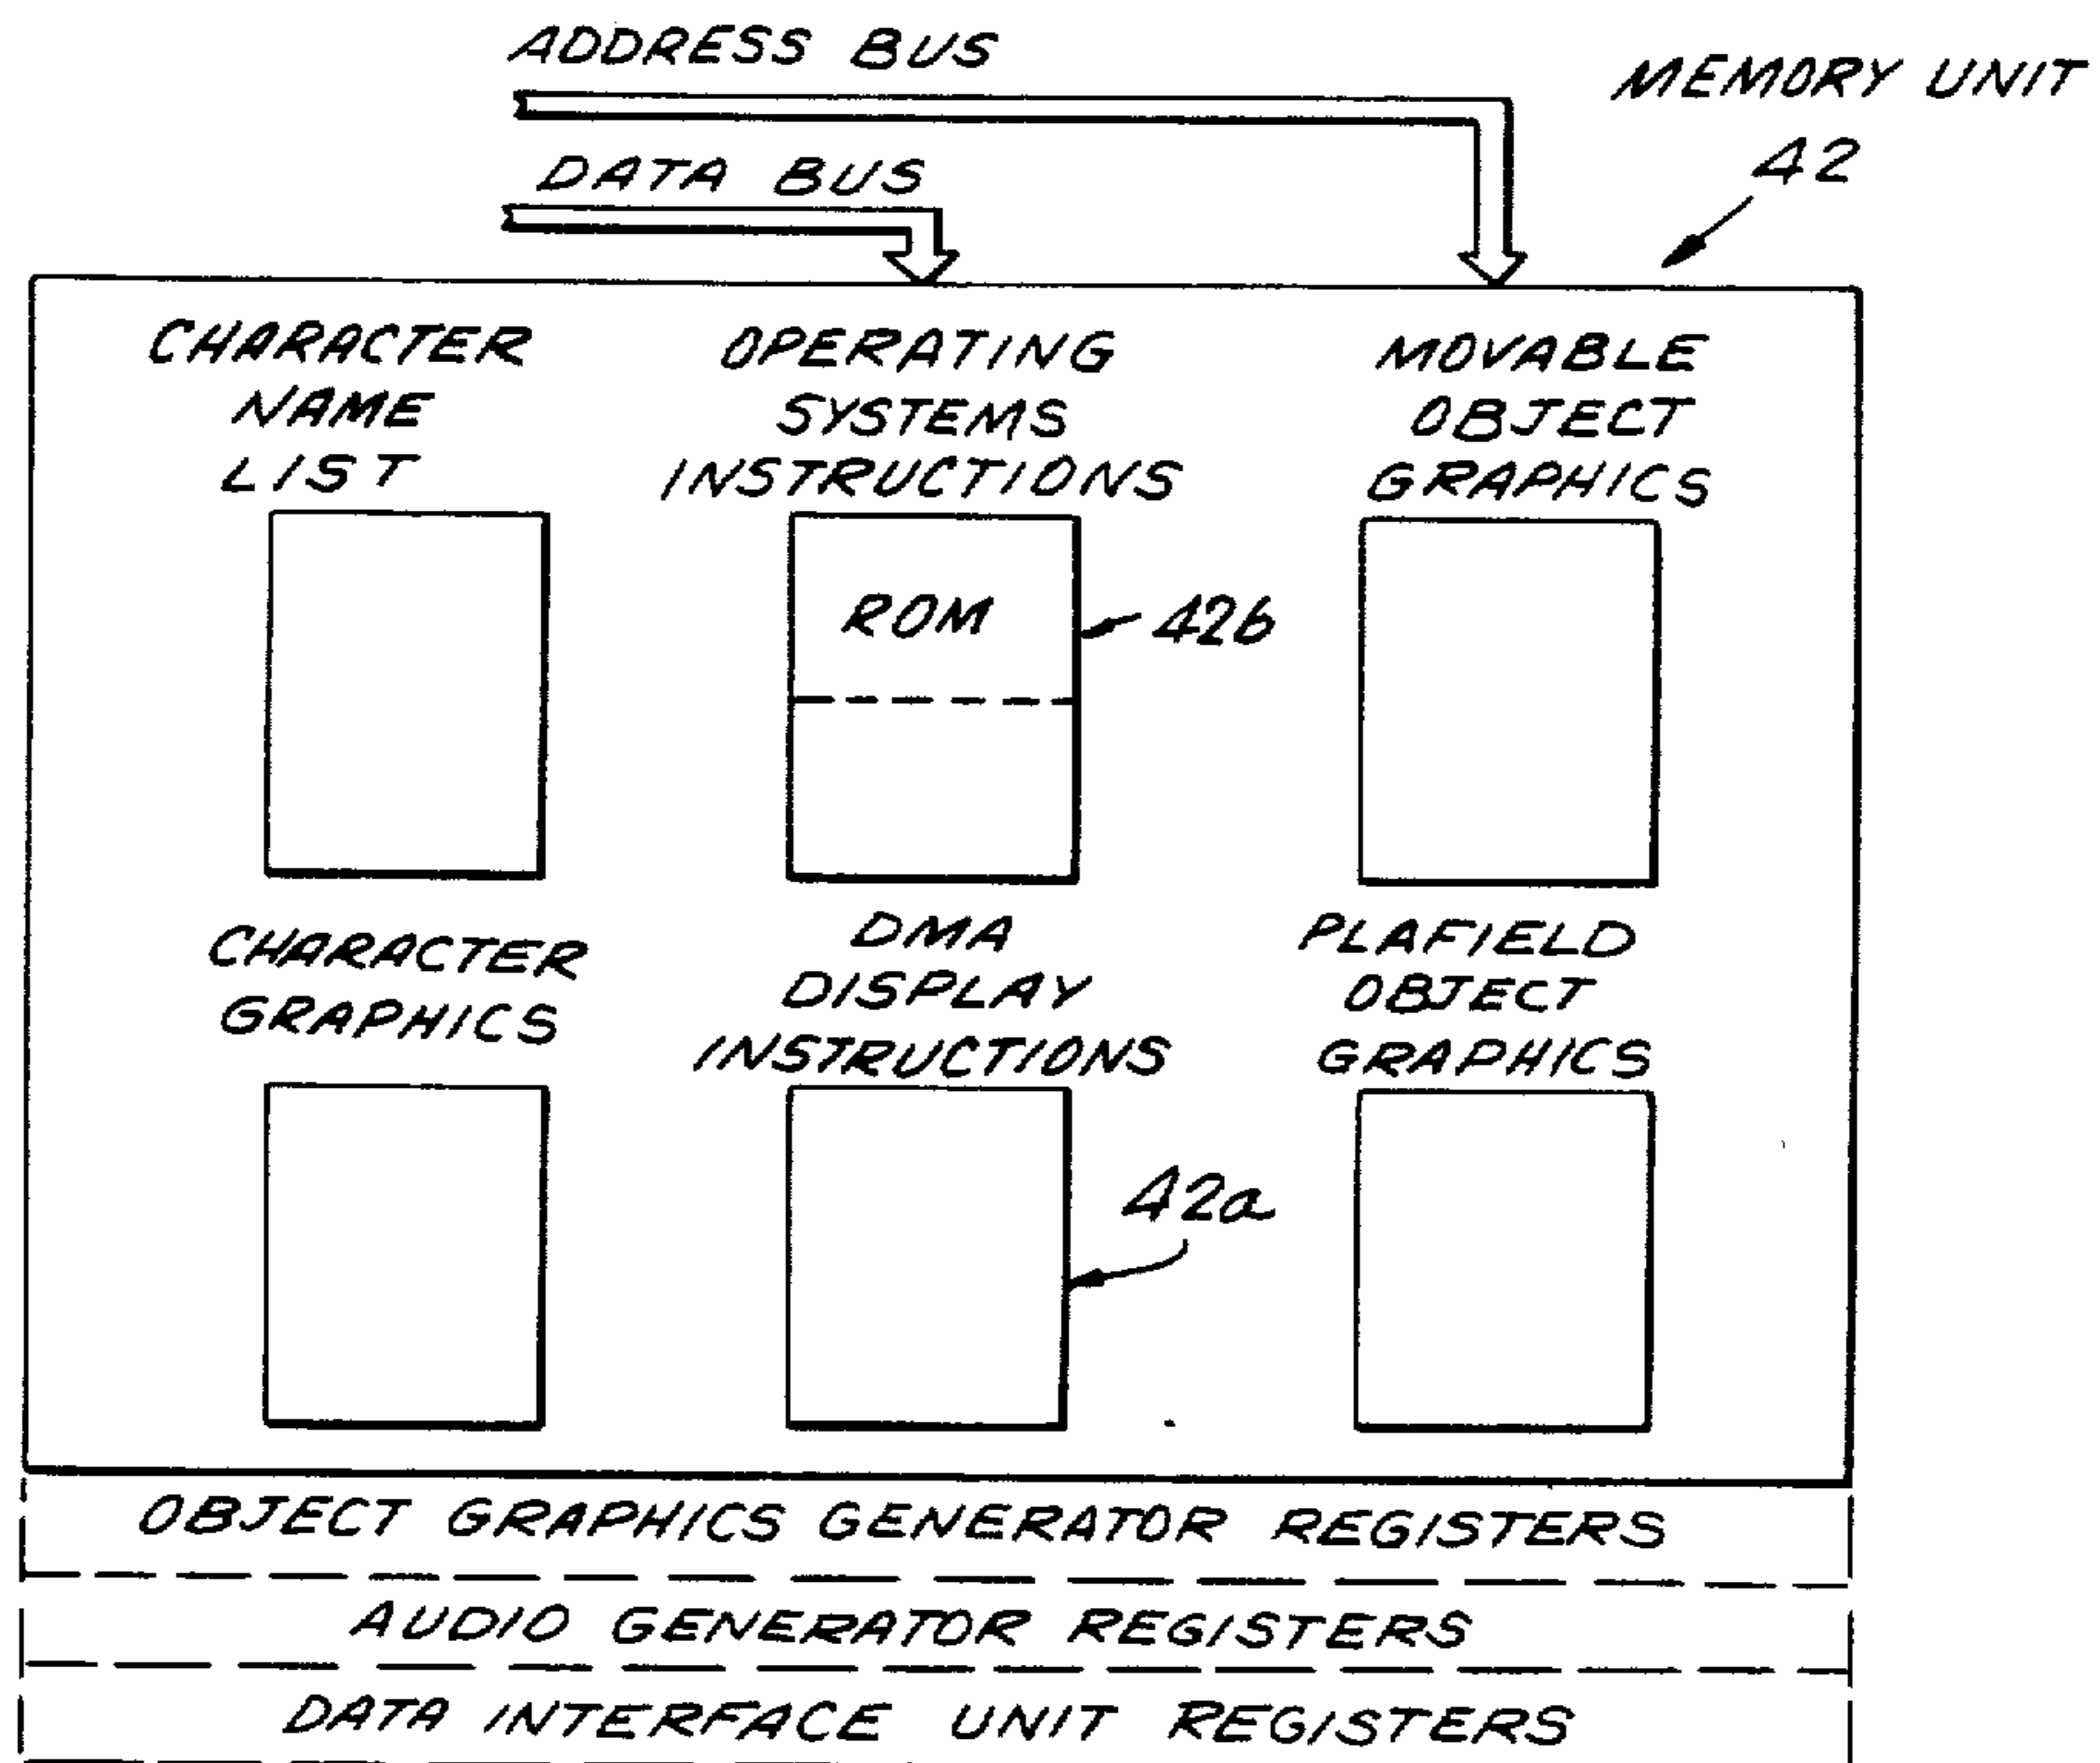 ADDRESS BUS
MEMORY UNIT
42
DATA BUS
CHARACTER
NAME
LIST
OPERATING
SYSTEMS
INSTRUCTIONS
MOVABLE
OBJECT
GRAPHICS
ROM
42b
CHARACTER
GRAPHICS
DMA
DISPLAY
INSTRUCTIONS
PLAFIELD
OBJECT
GRAPHICS
42a
OBJECT GRAPHICS GENERATOR REGISTERS
AUDIO GENERATOR REGISTERS
DATA INTERFACE UNIT REGISTERS